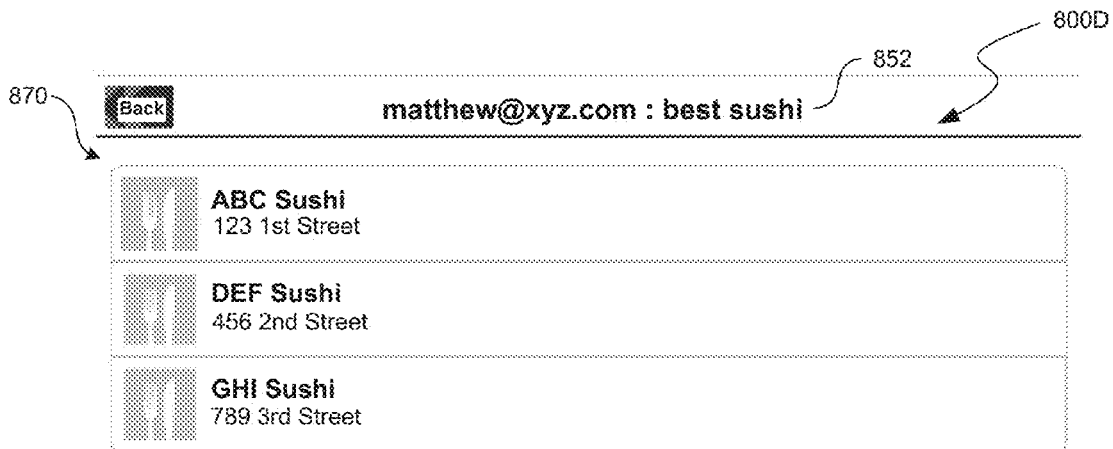 800D
852
870
Back
matthew@xyz.com : best sushi
ABC Sushi
123 1st Street
DEF Sushi
456 2nd Street
GHI Sushi
789 3rd Street